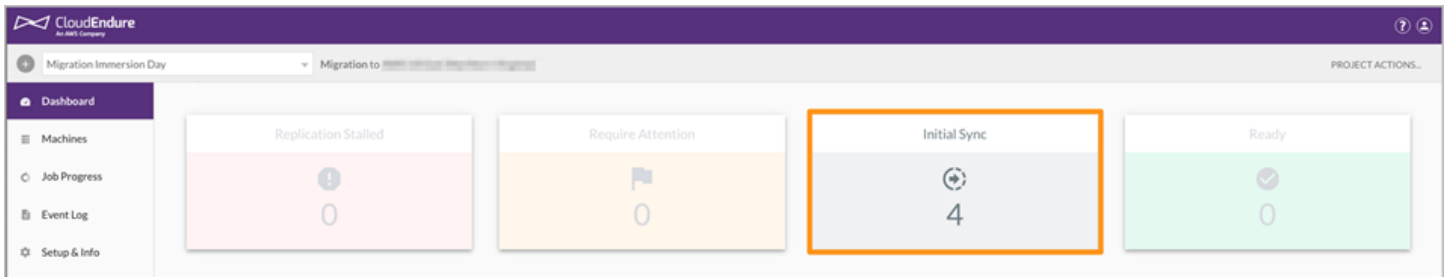 CloudEndure
An AWS Company
?
+ Migration Immersion Day
Migration to
PROJECT ACTIONS...
Dashboard
Machines
Job Progress
Event Log
Setup & Info
Replication Stalled
0
Require Attention
0
Initial Sync
4
Ready
0